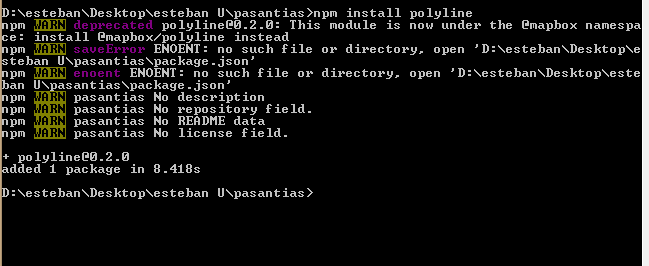 D:\esteban\Desktop\esteban U\pasantias>npm install polyline
npm WARN deprecated polyline@0.2.0: This module is now under the @mapbox namespa
ce: install @mapbox/polyline instead
npm WARN saveError ENOENT: no such file or directory, open 'D:\esteban\Desktop\e
steban U\pasantias\package.json'
npm WARN enoent ENOENT: no such file or directory, open 'D:\esteban\Desktop\este
ban U\pasantias\package.json'
npm WARN pasantias No description
npm WARN pasantias No repository field.
npm WARN pasantias No README data
npm WARN pasantias No license field.
+ polyline@0.2.0
added 1 package in 8.418s
D:\esteban\Desktop\esteban U\pasantias>